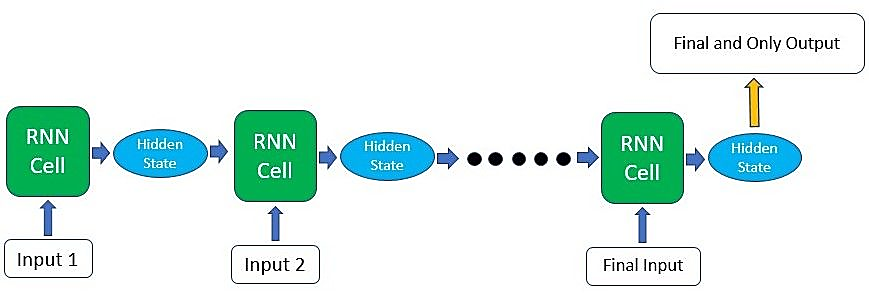 Final and Only Output
RNN
Cell
Hidden
State
RNN
Cell
Hidden
State
RNN
Cell
Hidden
State
Input 1
Input 2
Final Input